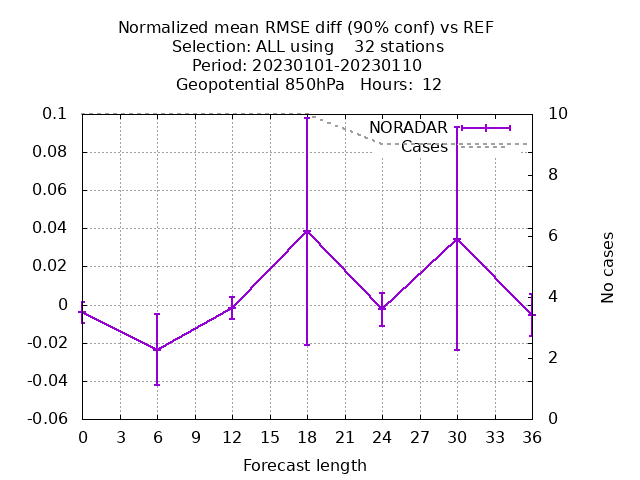 Normalized mean RMSE diff (90% conf) vs REF
Selection: ALL using    32 stations
Period: 20230101-20230110
Geopotential 850hPa   Hours:  12
0.1
0.08
0.06
0.04
0.02
0
-0.02
-0.04
-0.06
10
8
6
4
2
0
NORADAR
Cases
No cases
0 3 6 9 12 15 18 21 24 27 30 33 36
Forecast length